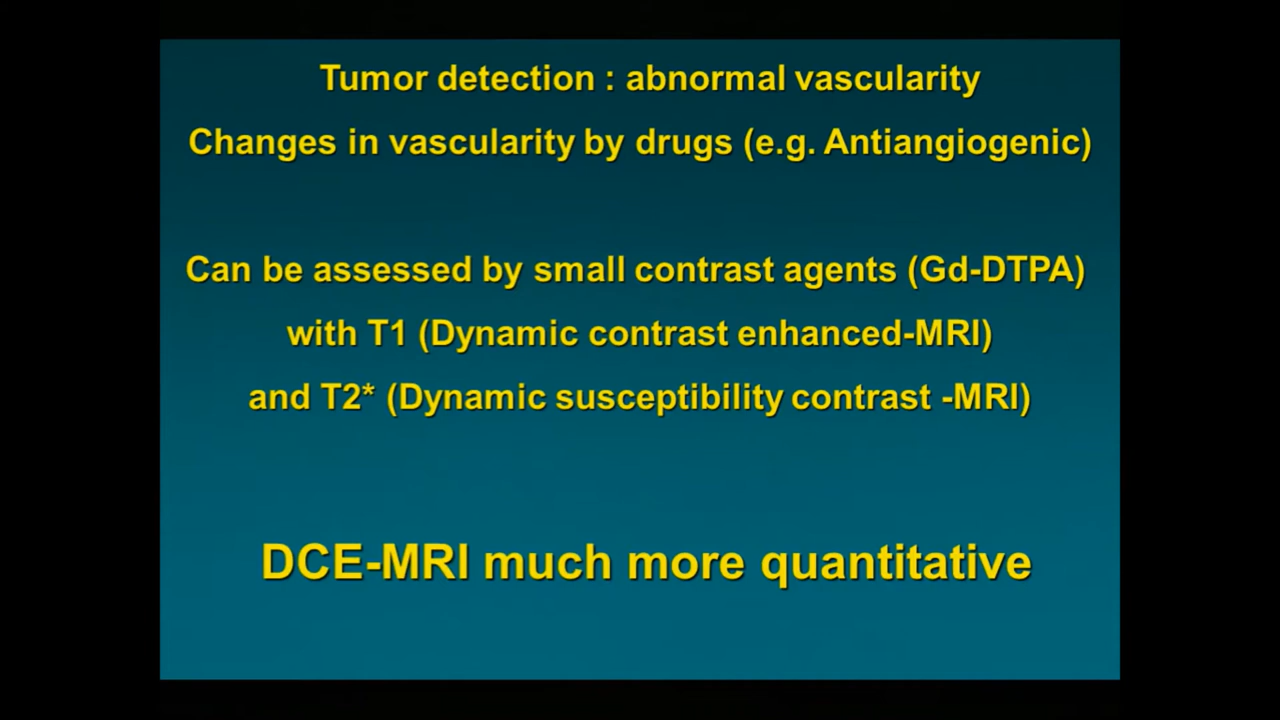 Tumor detection : abnormal vascularity
Changes in vascularity by drugs (e.g. Antiangiogenic)
Can be assessed by small contrast agents (Gd-DTPA)
with T1 (Dynamic contrast enhanced-MRI)
and T2* (Dynamic susceptibility contrast -MRI)
DCE-MRI much more quantitative